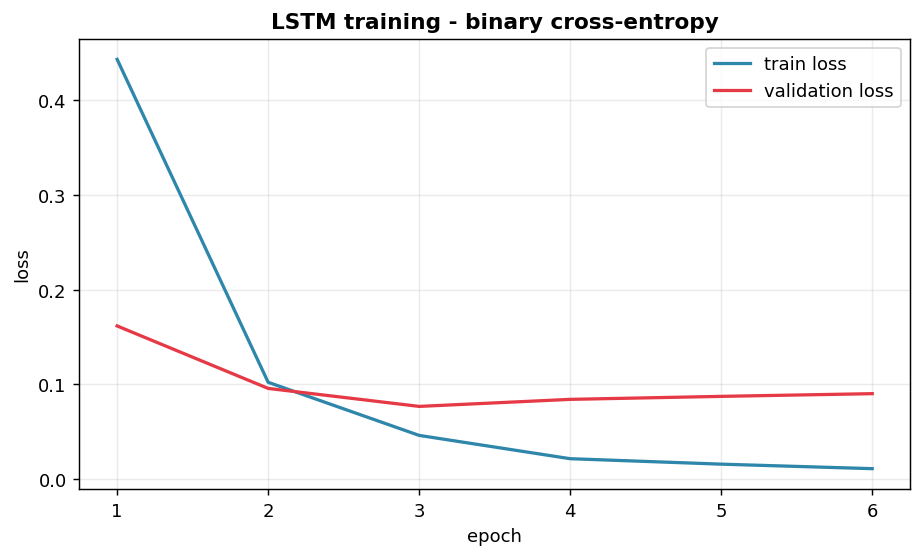 LSTM training - binary cross-entropy
train loss
validation loss
0.4
0.3
0.2
0.1
0.0
loss
1 2 3 4 5 6
epoch